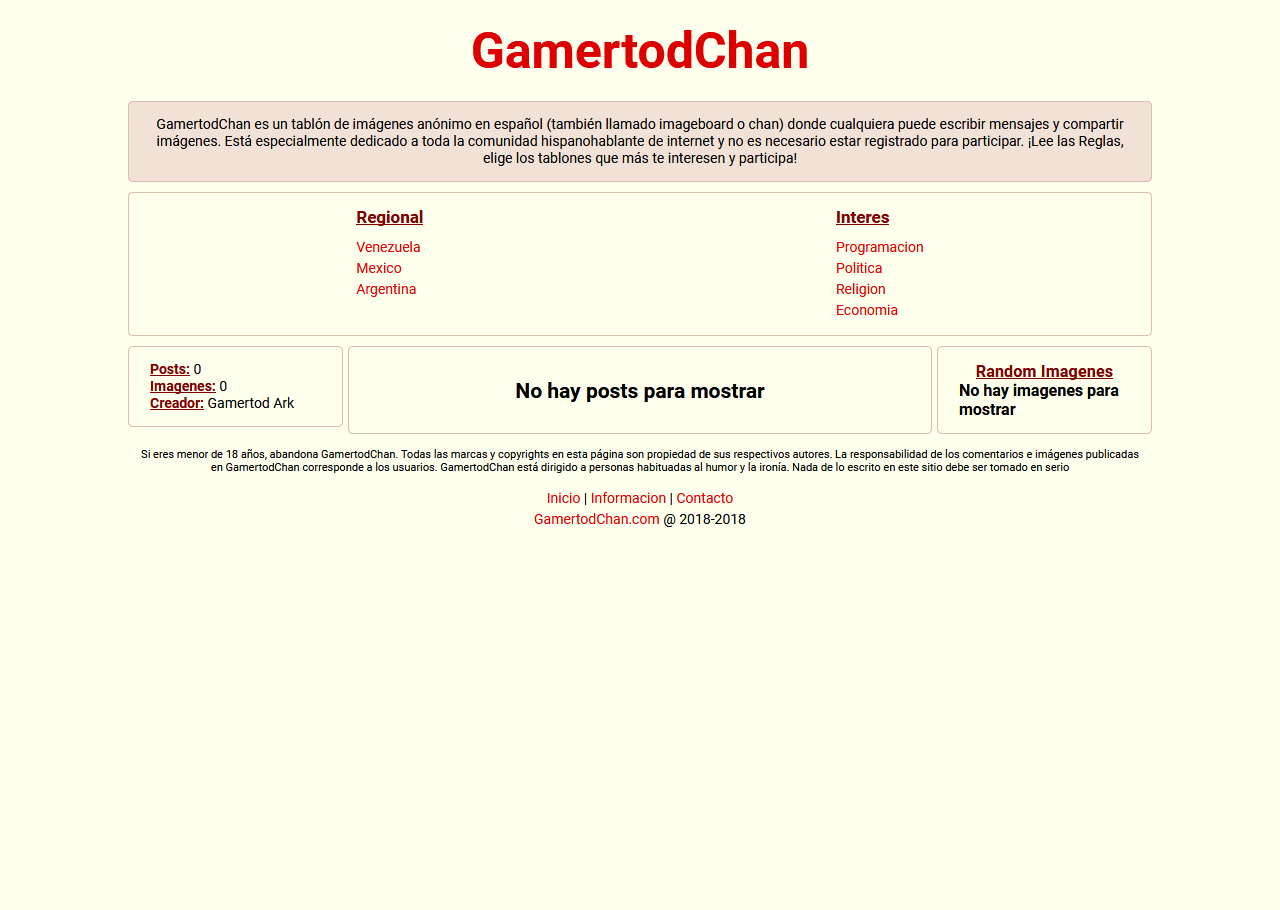 GamertodChan
GamertodChan es un tablón de imágenes anónimo en español (también llamado imageboard o chan) donde cualquiera puede escribir mensajes y compartir
imágenes. Está especialmente dedicado a toda la comunidad hispanohablante de internet y no es necesario estar registrado para participar. ¡Lee las Reglas,
elige los tablones que más te interesen y participa!
Regional
Venezuela
Mexico
Argentina
Interes
Programacion
Politica
Religion
Economia
Posts: 0
Imagenes: 0
Creador: Gamertod Ark
No hay posts para mostrar
Random Imagenes
No hay imagenes para
mostrar
Si eres menor de 18 años, abandona GamertodChan. Todas las marcas y copyrights en esta página son propiedad de sus respectivos autores. La responsabilidad de los comentarios e imágenes publicadas
en GamertodChan corresponde a los usuarios. GamertodChan está dirigido a personas habituadas al humor y la ironía. Nada de lo escrito en este sitio debe ser tomado en serio
Inicio | Informacion | Contacto
GamertodChan.com @ 2018-2018